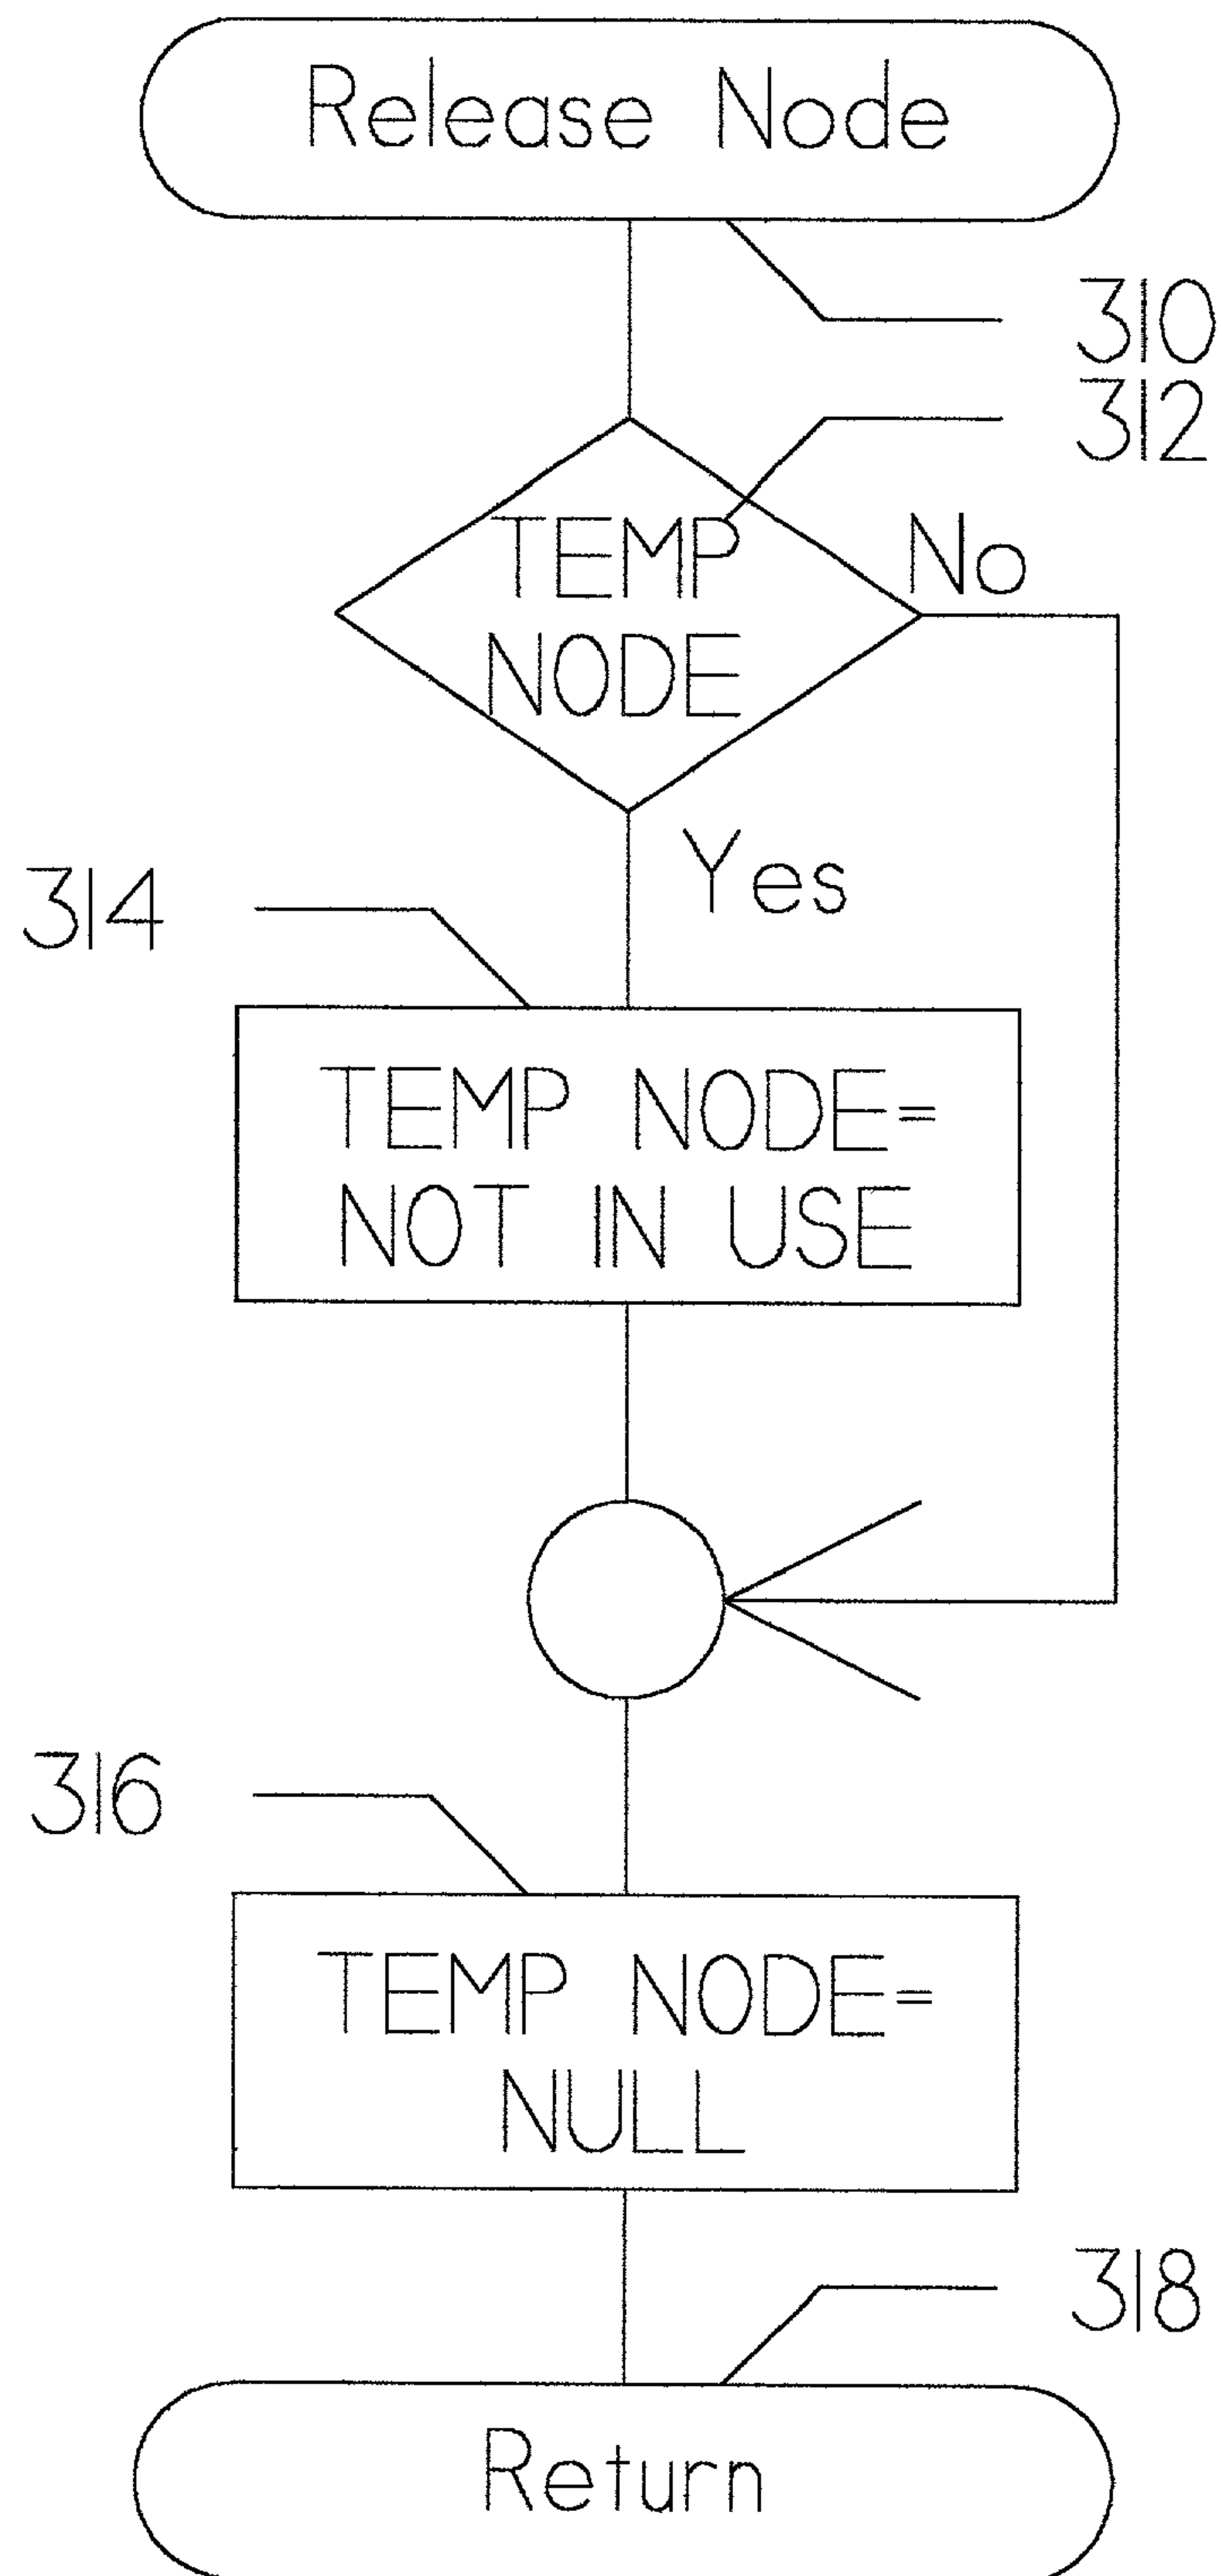 Release Node
310
312
TEMP
NODE
No
Yes
314
TEMP NODE=
NOT IN USE
316
TEMP NODE=
NULL
318
Return